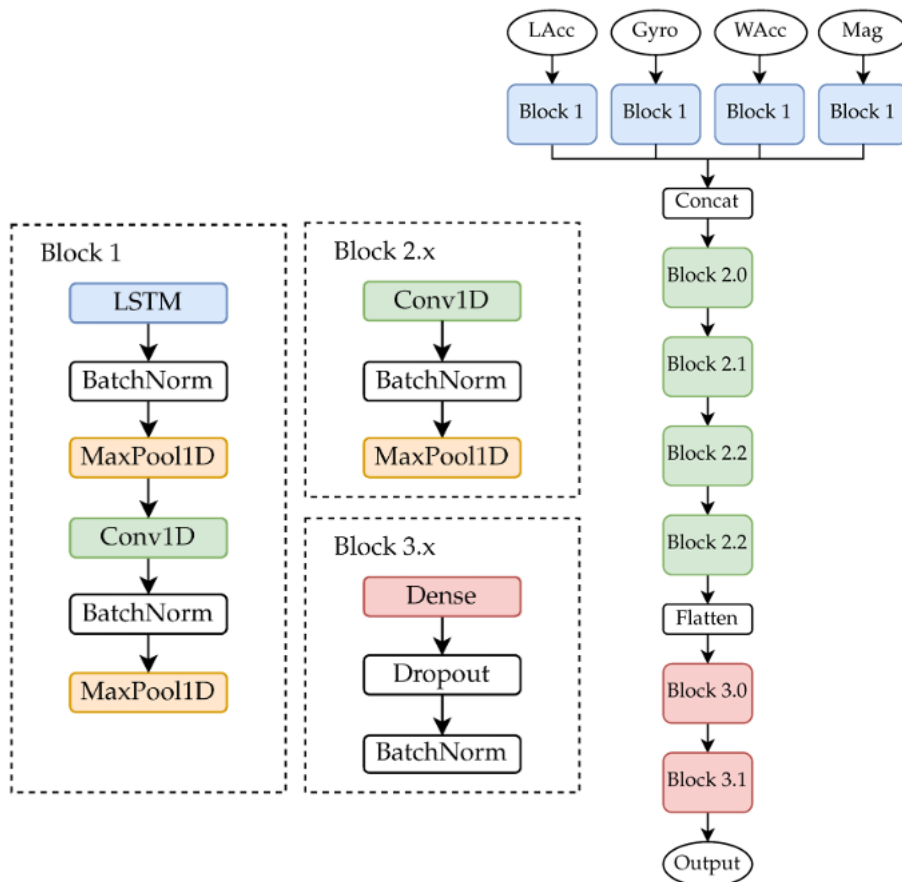 LAcc
Gyro
WAcc
Mag
Block 1
Block 1
Block 1
Block 1
Concat
Block 2.0
Block 2.1
Block 2.2
Block 2.2
Flatten
Block 3.0
Block 3.1
Output
Block 1
LSTM
BatchNorm
MaxPool1D
Conv1D
BatchNorm
MaxPool1D
Block 2.x
Conv1D
BatchNorm
MaxPool1D
Block 3.x
Dense
Dropout
BatchNorm